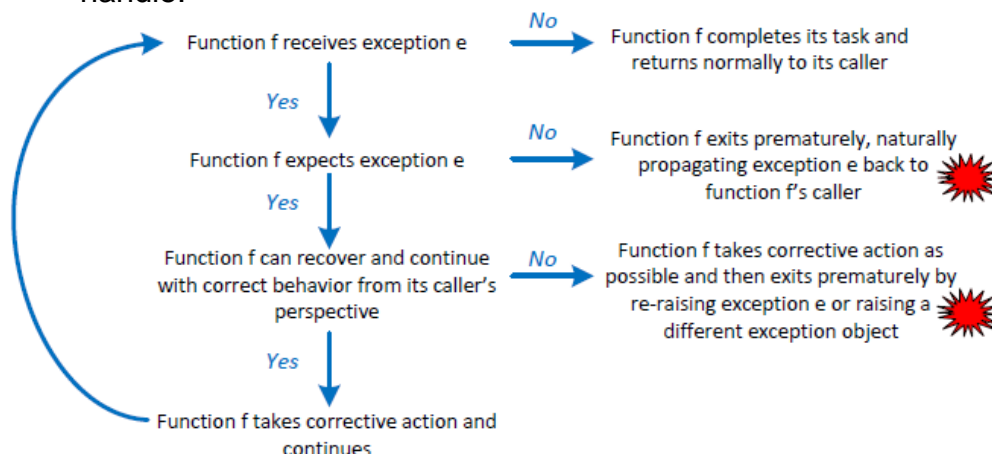 handle.
Function f receives exception e
No
Function f completes its task and
returns normally to its caller
Yes
Function f expects exception e
No
Function f exits prematurely, naturally
propagating exception e back to
function f's caller
Yes
Function f can recover and continue
with correct behavior from its caller's
perspective
No
Function f takes corrective action as
possible and then exits prematurely by
re-raising exception e or raising a
different exception object
Yes
Function f takes corrective action and
continues